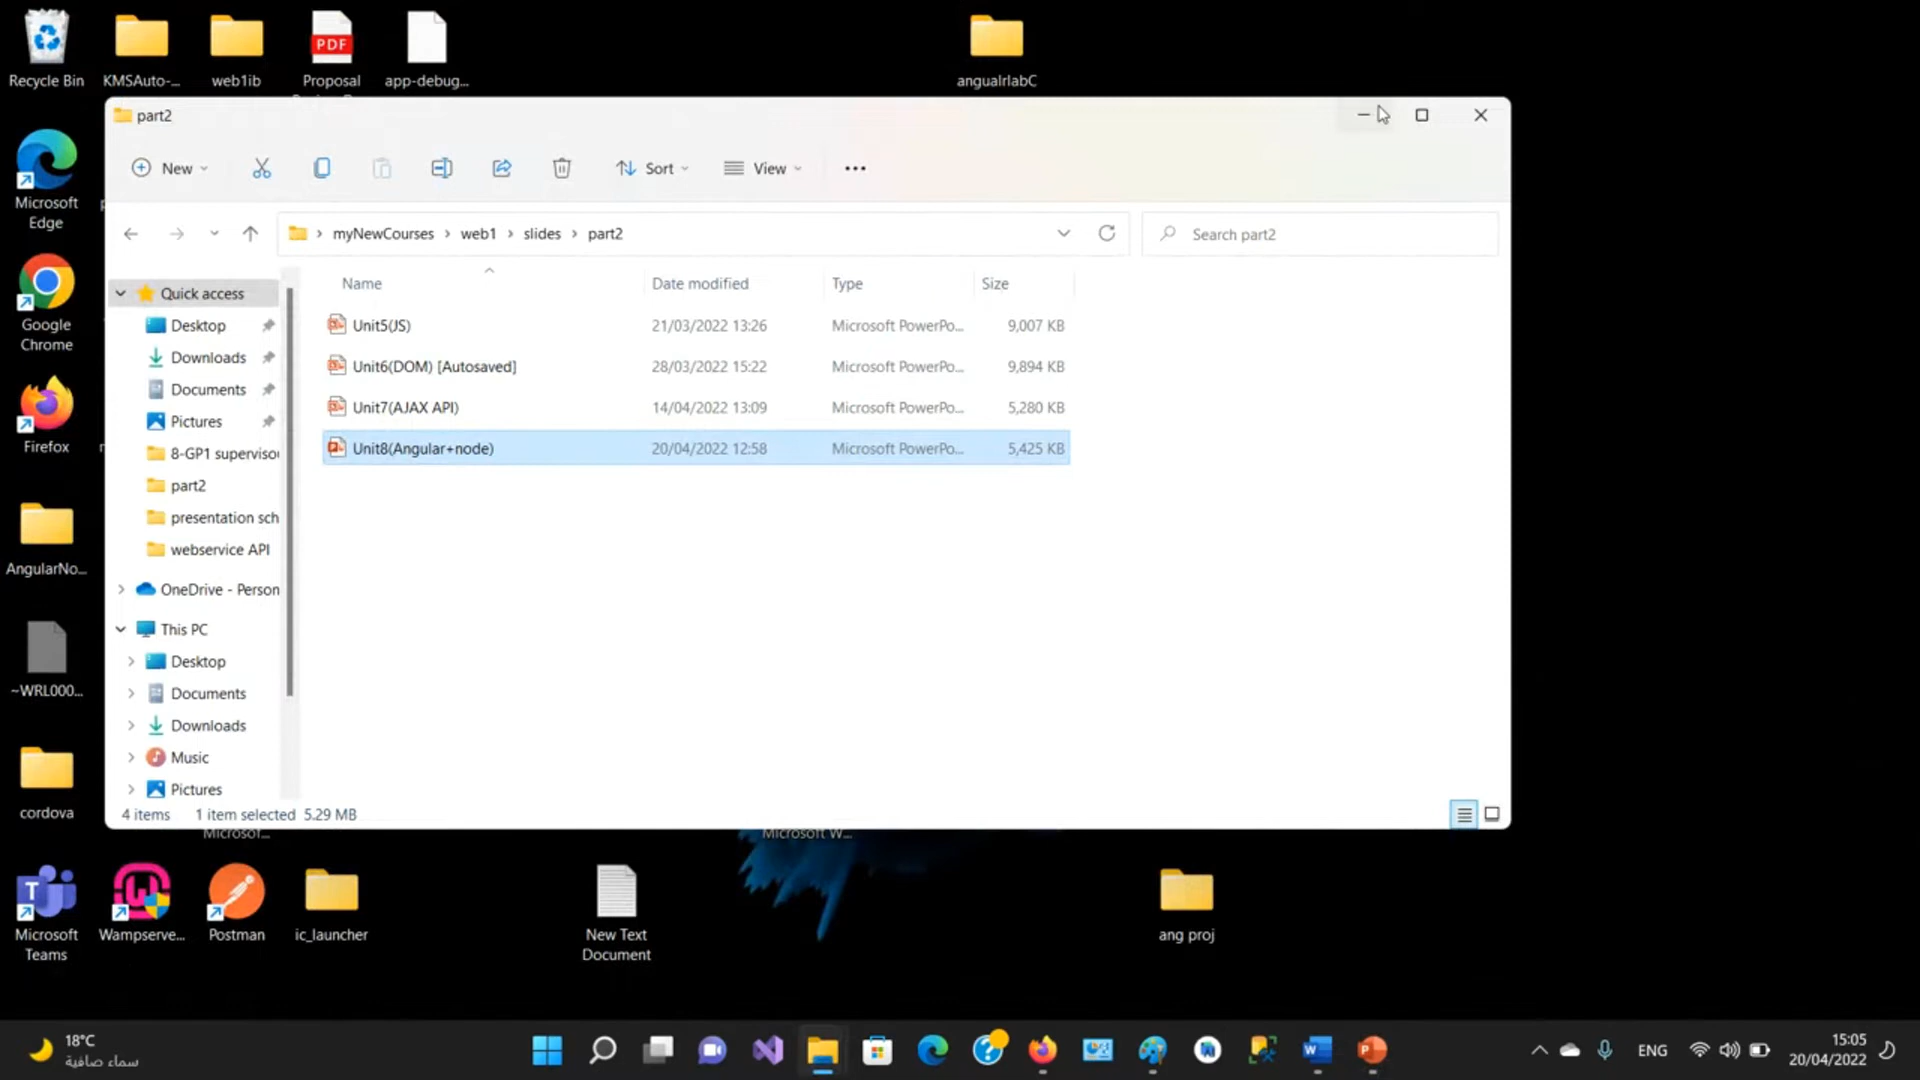 Recycle Bin
KMSAuto-...
web1ib
PDF
Proposal
app-debug...
angualrlabC
part2
New
Sort
View
myNewCourses
web1
slides
part2
Search part2
Name
Date modified
Type
Size
Unit5(JS) 21/03/2022 13:26 Microsoft PowerPo... 9,007 KB
Unit6(DOM) [Autosaved] 28/03/2022 15:22 Microsoft PowerPo... 9,894 KB
Unit7(AJAX API) 14/04/2022 13:09 Microsoft PowerPo... 5,280 KB
Unit8(Angular+node) 20/04/2022 12:58 Microsoft PowerPo... 5,425 KB
Quick access
Desktop
Downloads
Documents
Pictures
8-GP1 superviso
part2
presentation sch
webservice API
OneDrive - Person
This PC
Desktop
Documents
Downloads
Music
Pictures
4 items 1 item selected 5.29 MB
Microsoft
Edge
Google
Chrome
Firefox
AngularNo...
~WRL000...
cordova
Microsof...
Microsoft W...
Microsoft
Teams
Wampserve...
Postman
ic_launcher
New Text
Document
ang proj
18°C
سماء صافية
ENG
15:05
20/04/2022